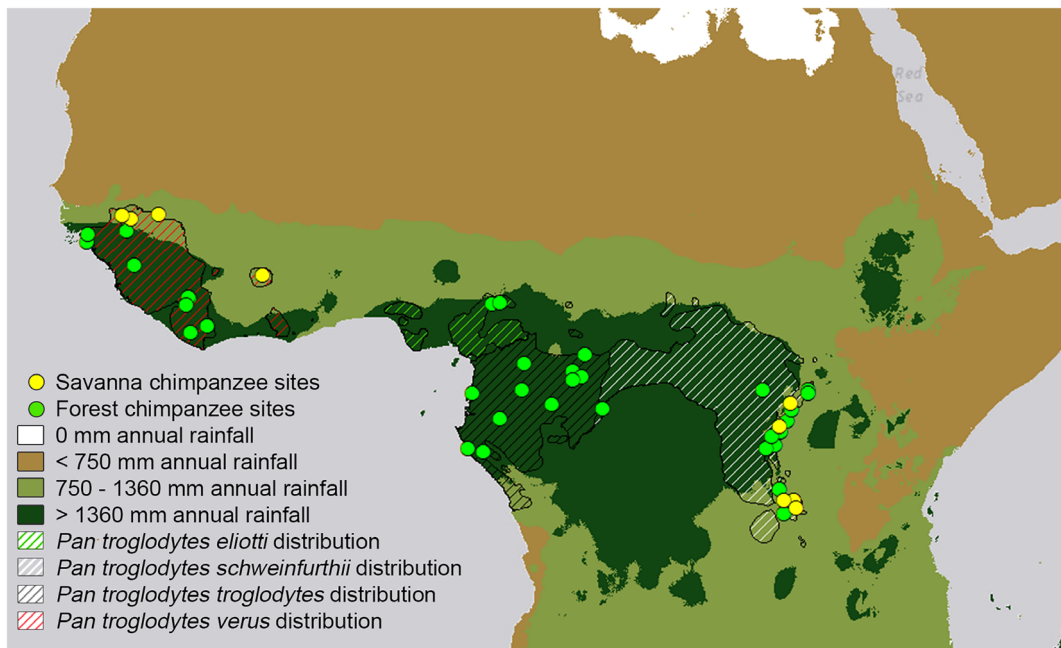 Red
Sea
Savanna chimpanzee sites
Forest chimpanzee sites
0 mm annual rainfall
< 750 mm annual rainfall
750 - 1360 mm annual rainfall
> 1360 mm annual rainfall
Pan troglodytes eliotti distribution
Pan troglodytes schweinfurthii distribution
Pan troglodytes troglodytes distribution
Pan troglodytes verus distribution